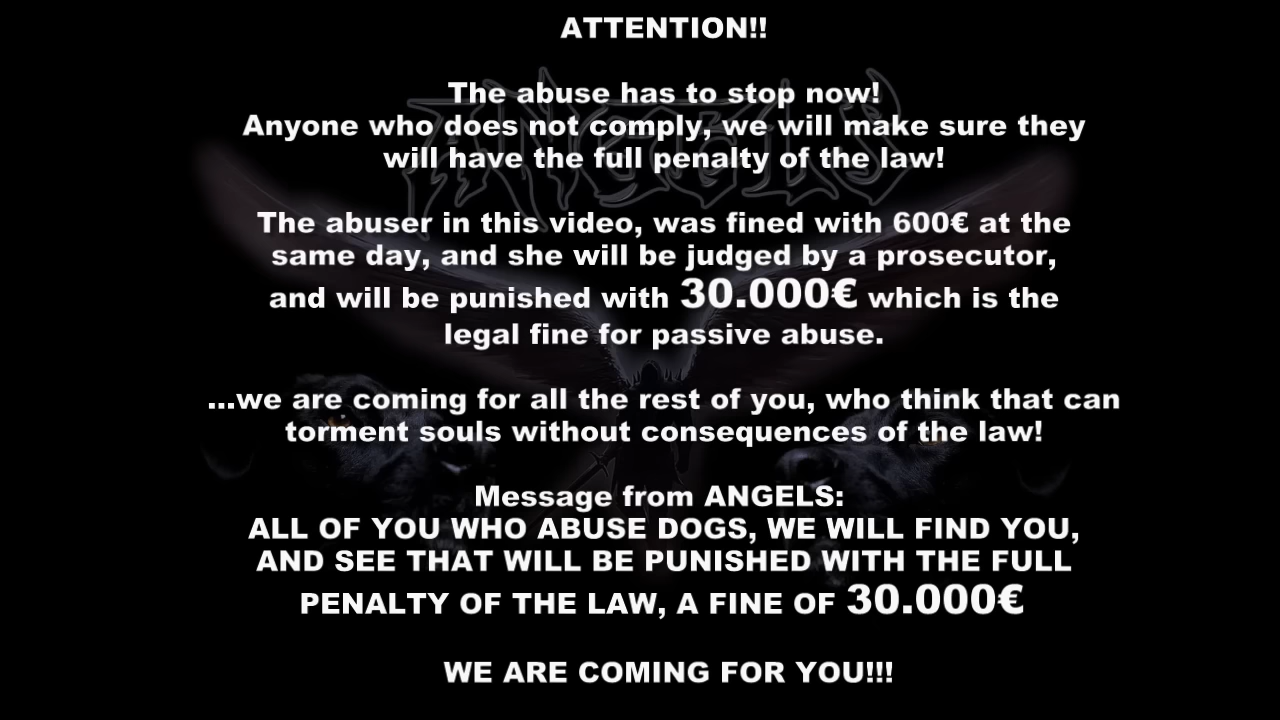 ATTENTION!!
ANGELS
The abuse has to stop now!
Anyone who does not comply, we will make sure they
will have the full penalty of the law!
The abuser in this video, was fined with 600€ at the
same day, and she will be judged by a prosecutor,
and will be punished with 30.000€ which is the
legal fine for passive abuse.
...we are coming for all the rest of you, who think that can
torment souls without consequences of the law!
Message from ANGELS:
ALL OF YOU WHO ABUSE DOGS, WE WILL FIND YOU,
AND SEE THAT WILL BE PUNISHED WITH THE FULL
PENALTY OF THE LAW, A FINE OF 30.000€
WE ARE COMING FOR YOU!!!